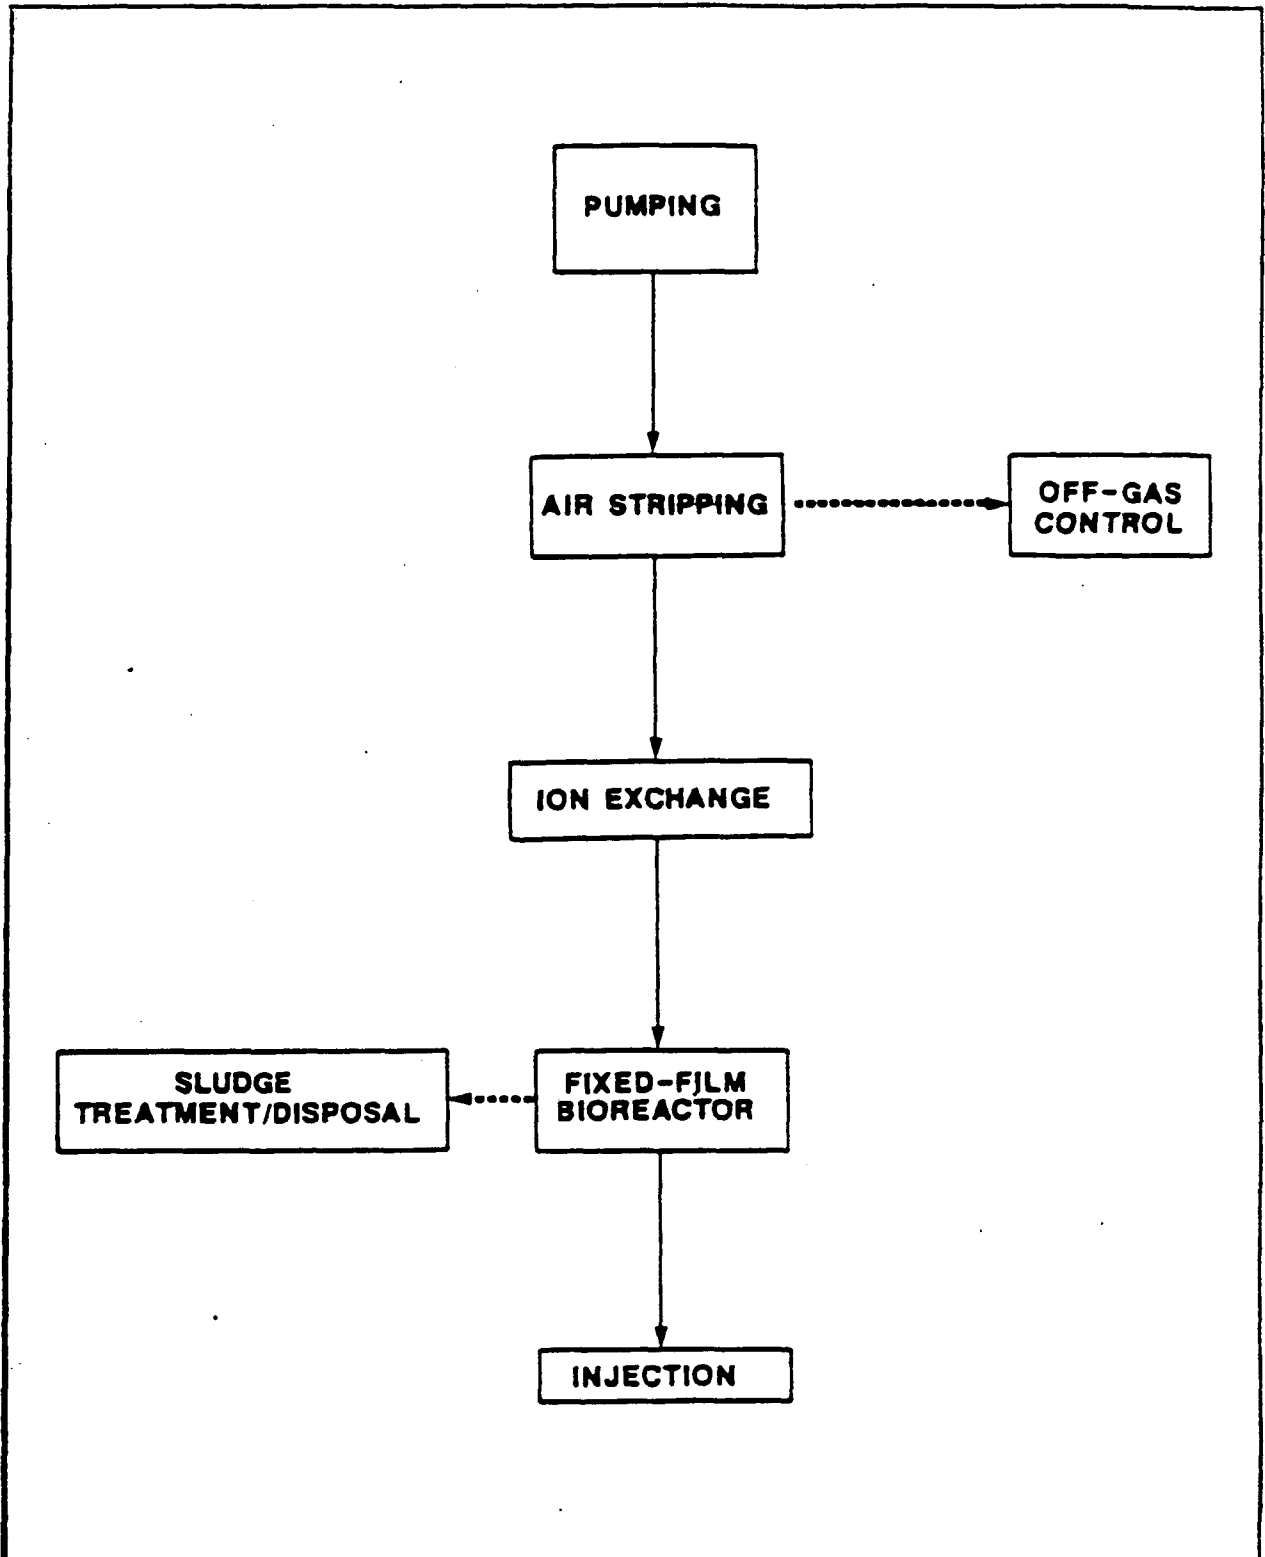 PUMPING
AIR STRIPPING
OFF-GAS
CONTROL
ION EXCHANGE
SLUDGE
TREATMENT/DISPOSAL
FIXED-FILM
BIOREACTOR
INJECTION